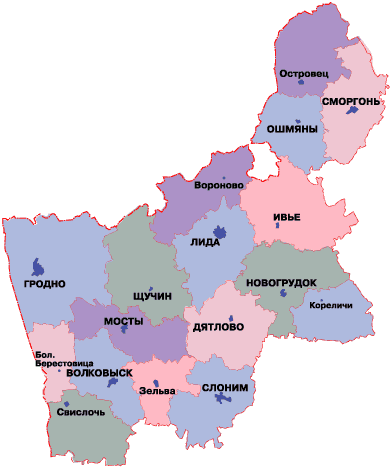 Островец
СМОРГОНЬ
ОШМЯНЫ
Вороново
ИВЬЕ
ЛИДА
ГРОДНО
ЩУЧИН
НОВОГРУДОК
Кореличи
МОСТЫ
ДЯТЛОВО
Бол.
Берестовица
ВОЛКОВЫСК
Зельва
СЛОНИМ
Свислочь